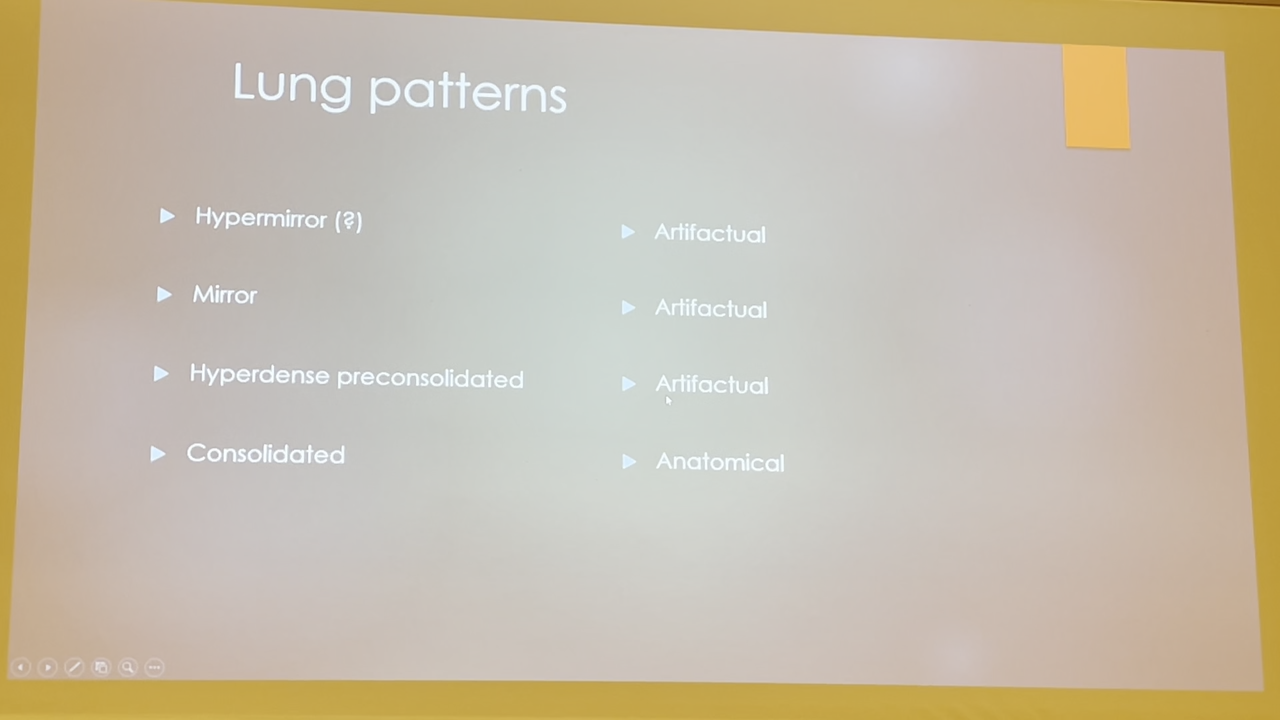 Lung patterns
Hypermirror (?)
Artifactual
Mirror
Artifactual
Hyperdense preconsolidated
Artifactual
Consolidated
Anatomical